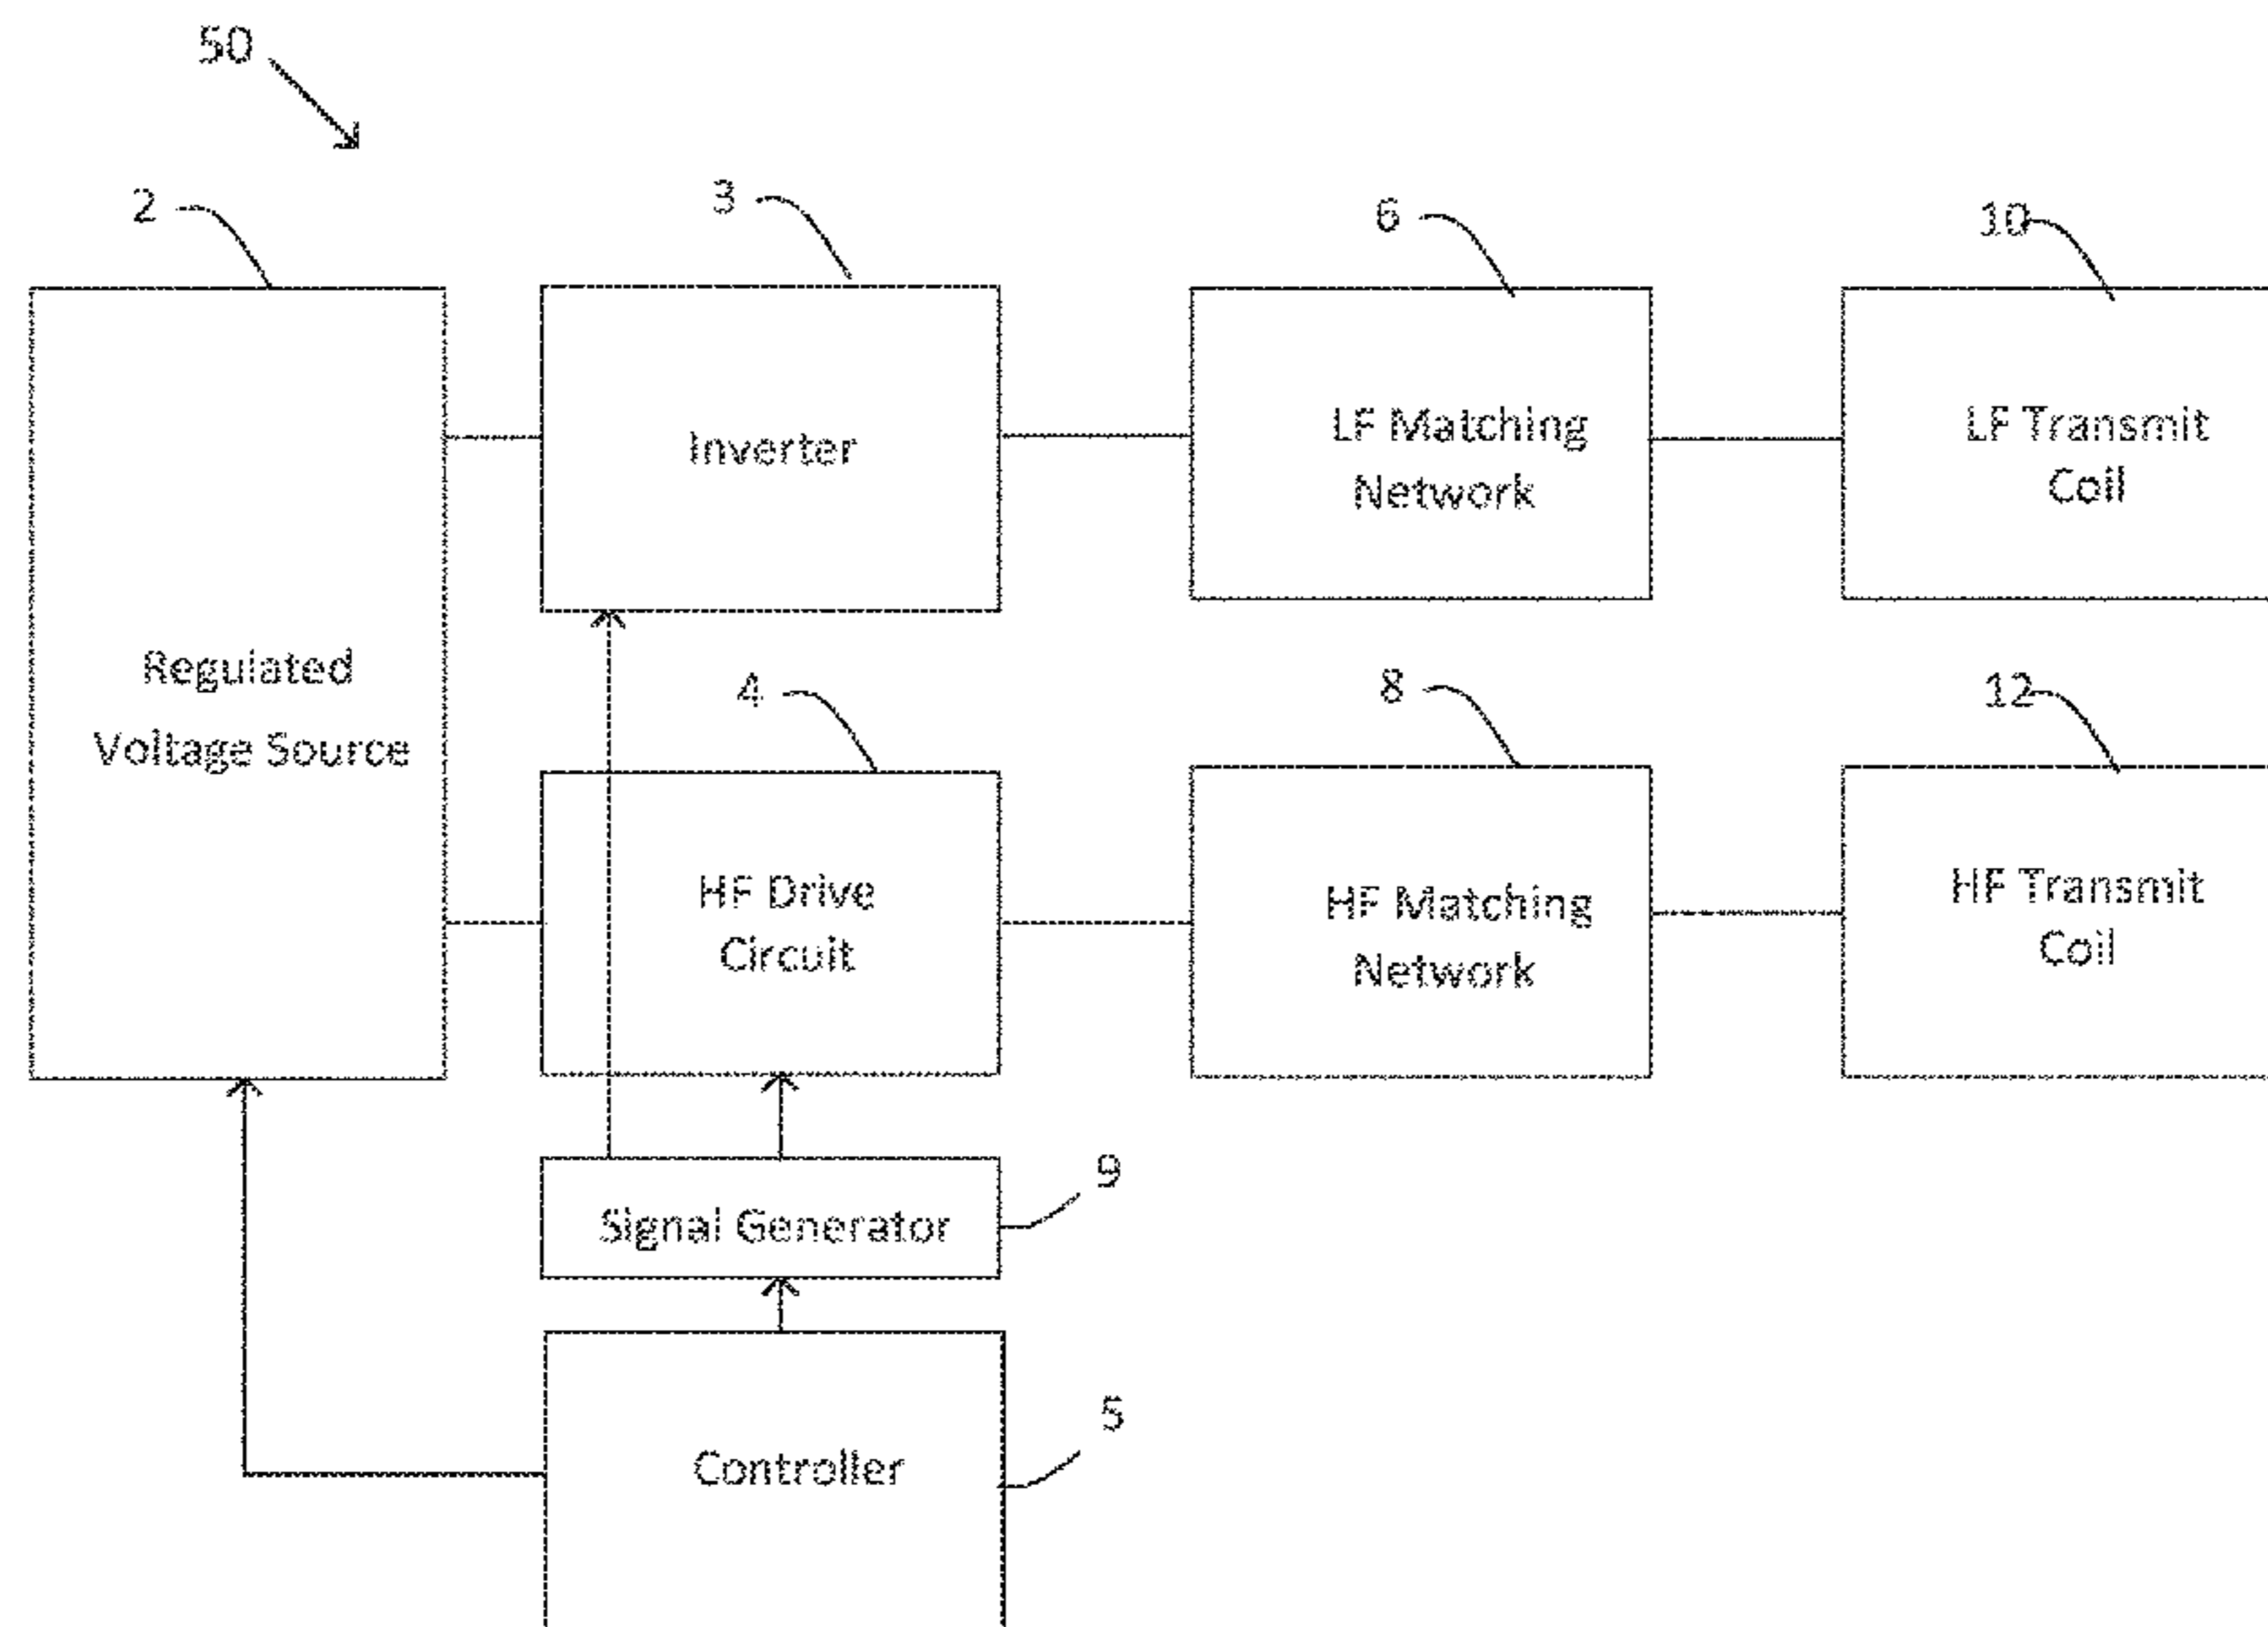 50
2
3
6
10
Inverter
LF Matching
Network
LF Transmit
Coil
Regulated
Voltage Source
4
8
12
HF Drive
Circuit
HF Matching
Network
HF Transmit
Coil
9
Signal Generator
5
Controller